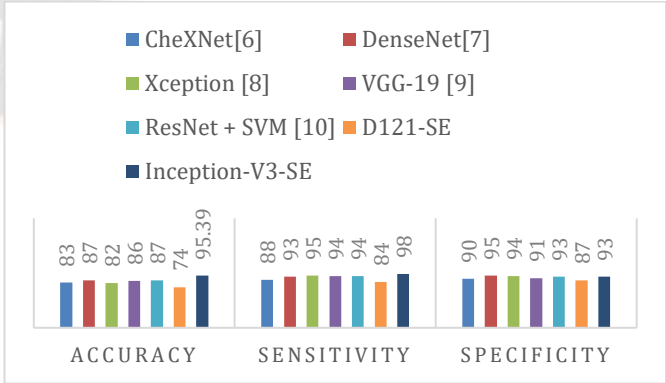 CheXNet[6] DenseNet[7]
Xception [8] VGG-19 [9]
ResNet + SVM [10] D121-SE
Inception-V3-SE
83 87 82 86 87 74 95.39 88 93 95 94 94 84 98 90 95 94 91 93 87 93
ACCURACY SENSITIVITY SPECIFICITY